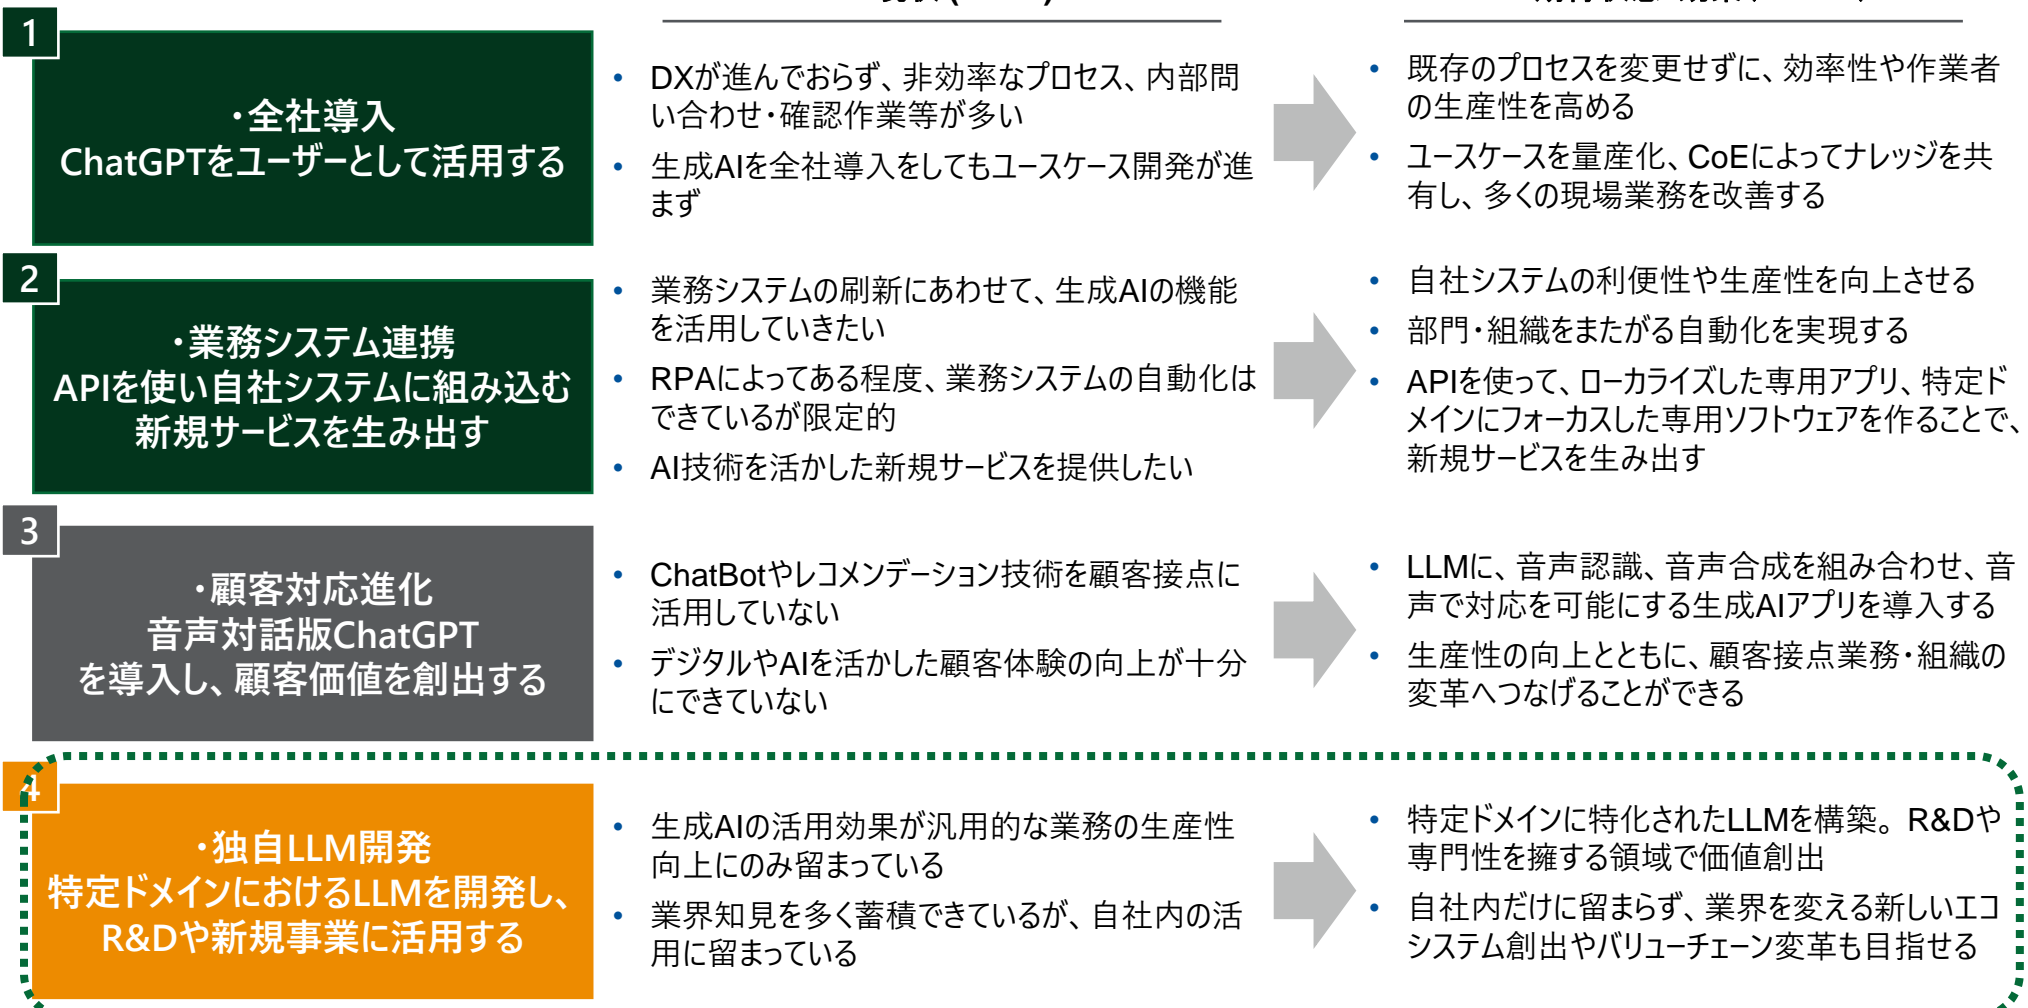 1
・全社導入
ChatGPTをユーザーとして活用する
• DXが進んでおらず、非効率なプロセス、内部問
い合わせ・確認作業等が多い
• 生成AIを全社導入をしてもユースケース開発が進
まず
• 既存のプロセスを変更せずに、効率性や作業者
の生産性を高める
• ユースケースを量産化、CoEによってナレッジを共
有し、多くの現場業務を改善する
2
・業務システム連携
APIを使い自社システムに組み込む
新規サービスを生み出す
• 業務システムの刷新にあわせて、生成AIの機能
を活用していきたい
• RPAによってある程度、業務システムの自動化は
できているが限定的
• AI技術を活かした新規サービスを提供したい
• 自社システムの利便性や生産性を向上させる
• 部門・組織をまたがる自動化を実現する
• APIを使って、ローカライズした専用アプリ、特定ド
メインにフォーカスした専用ソフトウェアを作ることで、
新規サービスを生み出す
3
・顧客対応進化
音声対話版ChatGPT
を導入し、顧客価値を創出する
• ChatBotやレコメンデーション技術を顧客接点に
活用していない
• デジタルやAIを活かした顧客体験の向上が十分
にできていない
• LLMに、音声認識、音声合成を組み合わせ、音
声で対応を可能にする生成AIアプリを導入する
• 生産性の向上とともに、顧客接点業務・組織の
変革へつなげることができる
4
・独自LLM開発
特定ドメインにおけるLLMを開発し、
R&Dや新規事業に活用する
• 生成AIの活用効果が汎用的な業務の生産性
向上にのみ留まっている
• 業界知見を多く蓄積できているが、自社内の活
用に留まっている
• 特定ドメインに特化されたLLMを構築。R&Dや
専門性を擁する領域で価値創出
• 自社内だけに留まらず、業界を変える新しいエコ
システム創出やバリューチェーン変革も目指せる